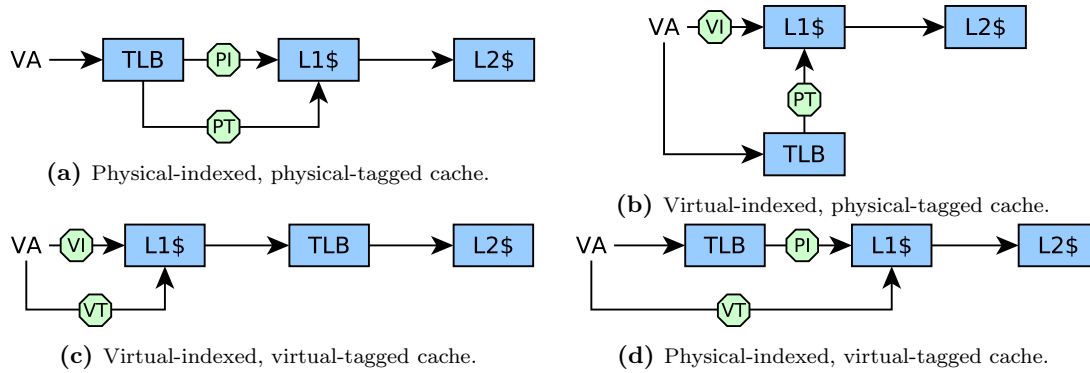 VA TLB PI L1$ L2$
PT
(a) Physical-indexed, physical-tagged cache.
VA VI L1$ L2$
PT
TLB
(b) Virtual-indexed, physical-tagged cache.
VA VI L1$ TLB L2$
VT
(c) Virtual-indexed, virtual-tagged cache.
VA TLB PI L1$ L2$
VT
(d) Physical-indexed, virtual-tagged cache.